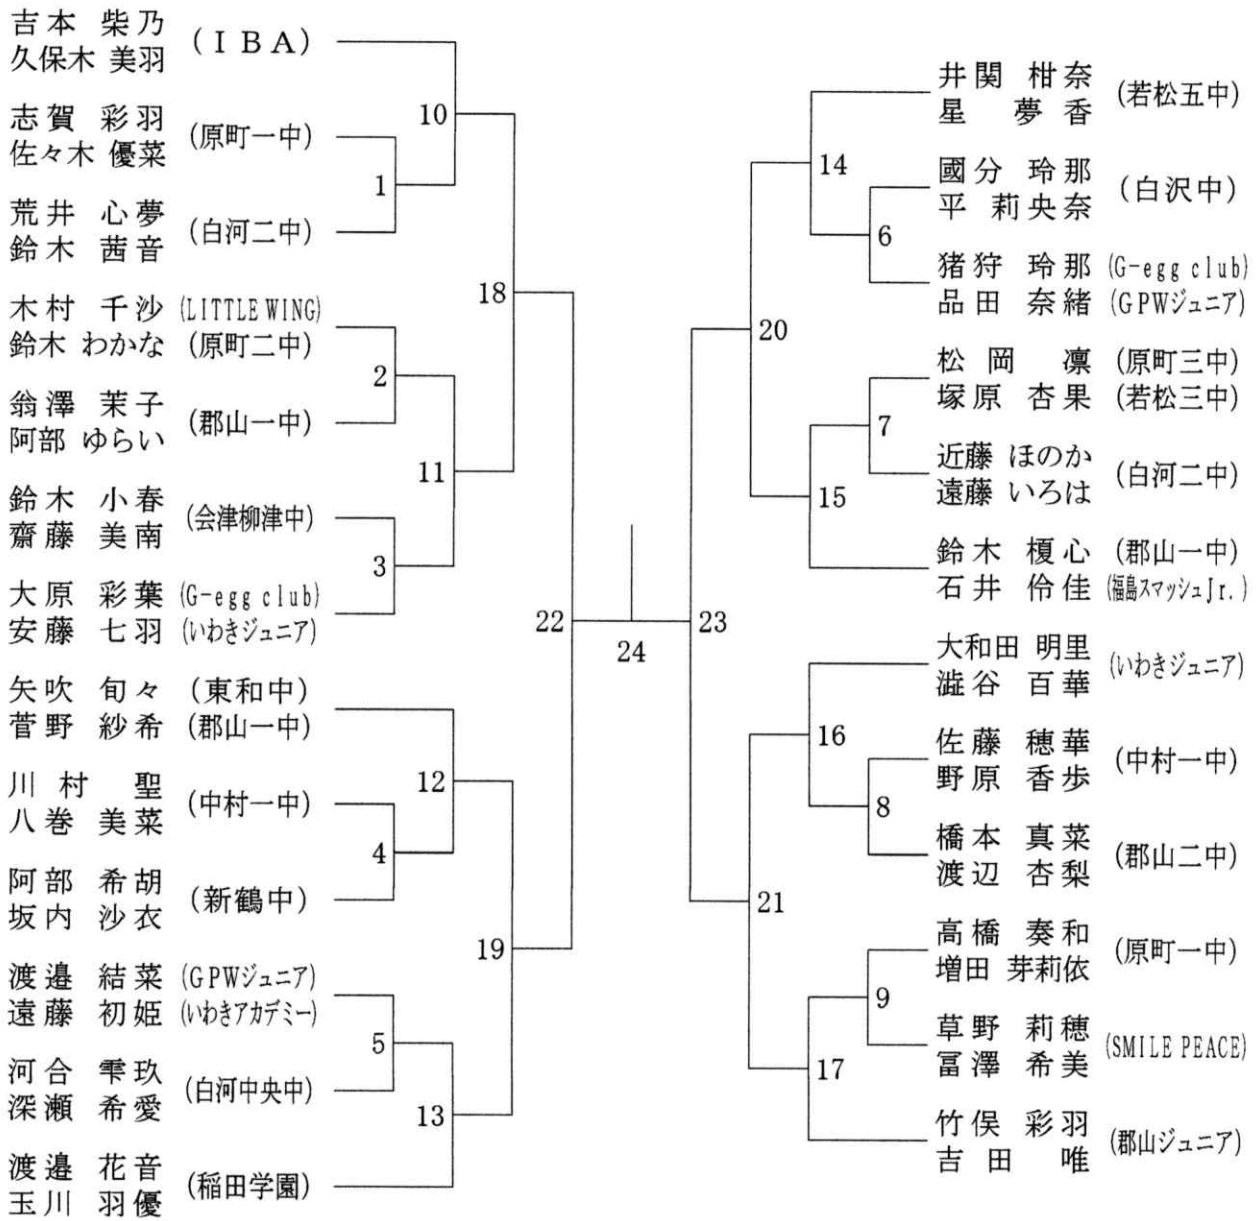 吉本 柴乃
久保木 美羽
(IBA)
志賀 彩羽
佐々木 優菜
(原町一中)
荒井 心夢
鈴木 茜音
(白河二中)
木村 千沙 (LITTLE WING)
鈴木 わかな (原町二中)
翁澤 茉子
阿部 ゆらい
(郡山一中)
鈴木 小春
齋藤 美南
(会津柳津中)
大原 彩葉 (G-egg club)
安藤 七羽 (いわきジュニア)
矢吹 旬々 (東和中)
菅野 紗希 (郡山一中)
川村 聖
八巻 美菜
(中村一中)
阿部 希胡
坂内 沙衣
(新鶴中)
渡邉 結菜 (GPWジュニア)
遠藤 初姫 (いわきアカデミー)
河合 雫玖
深瀬 希愛
(白河中央中)
渡邉 花音
玉川 羽優
(稲田学園)
10
1
18
2
11
3
22
12
4
19
5
13
24
23
20
14
6
7
15
16
8
21
9
17
井関 柑奈
星 夢香
(若松五中)
國分 玲那
平 莉央奈
(白沢中)
猪狩 玲那 (G-egg club)
品田 奈緒 (GPWジュニア)
松岡 凛 (原町三中)
塚原 杏果 (若松三中)
近藤 ほのか
遠藤 いろは
(白河二中)
鈴木 榎心 (郡山一中)
石井 伶佳 (福島スマッシュJr.)
大和田 明里
澁谷 百華
(いわきジュニア)
佐藤 穂華
野原 香歩
(中村一中)
橋本 真菜
渡辺 杏梨
(郡山二中)
高橋 奏和
増田 芽莉依
(原町一中)
草野 莉穂
冨澤 希美
(SMILE PEACE)
竹俣 彩羽
吉田 唯
(郡山ジュニア)